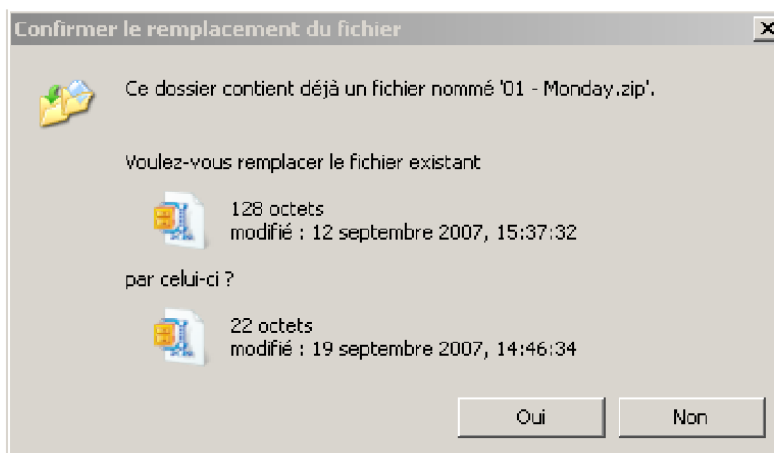 Confirmer le remplacement du fichier
Ce dossier contient déjà un fichier nommé '01 - Monday.zip'.
Voulez-vous remplacer le fichier existant
128 octets
modifié : 12 septembre 2007, 15:37:32
par celui-ci ?
22 octets
modifié : 19 septembre 2007, 14:46:34
Oui
Non